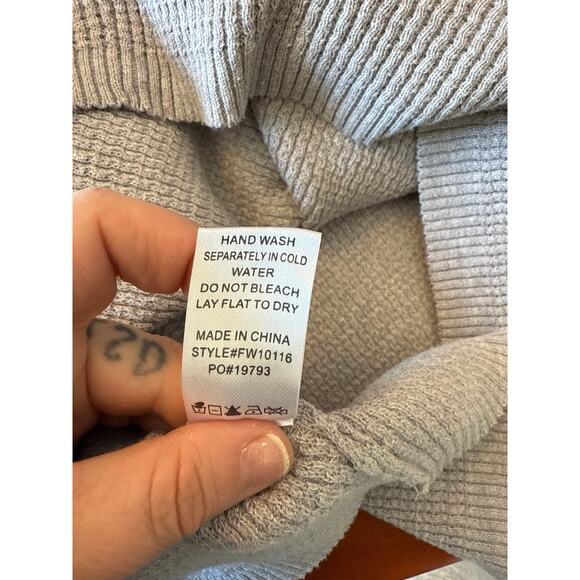 HAND WASH
SEPARATELY IN COLD
WATER
DO NOT BLEACH
LAY FLAT TO DRY
MADE IN CHINA
STYLE#FW10116
PO#19793